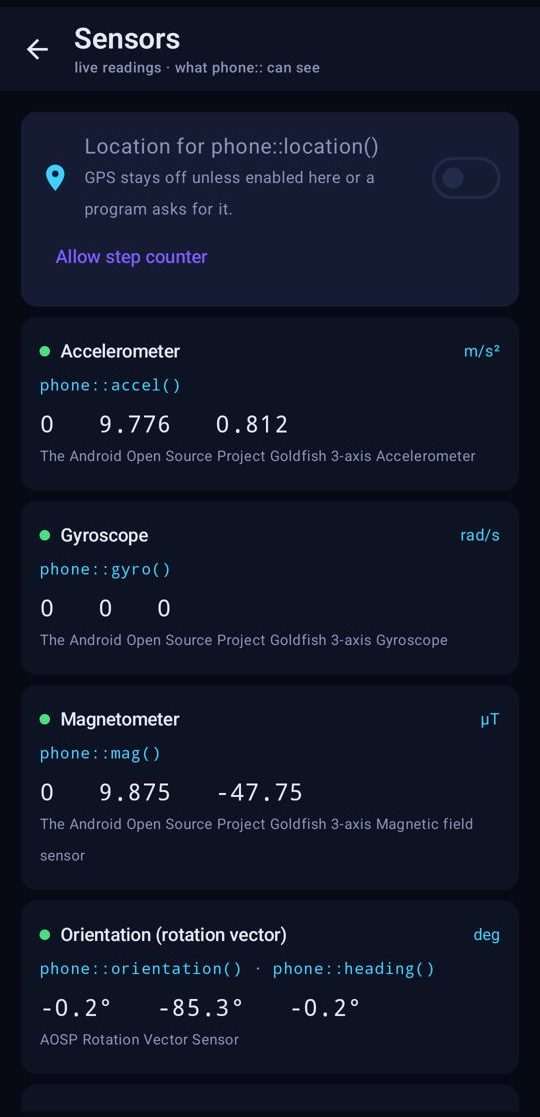 Sensors
live readings · what phone:: can see
Location for phone::location()
GPS stays off unless enabled here or a
program asks for it.
Allow step counter
Accelerometer m/s²
phone::accel()
0 9.776 0.812
The Android Open Source Project Goldfish 3-axis Accelerometer
Gyroscope rad/s
phone::gyro()
0 0 0
The Android Open Source Project Goldfish 3-axis Gyroscope
Magnetometer µT
phone::mag()
0 9.875 -47.75
The Android Open Source Project Goldfish 3-axis Magnetic field
sensor
Orientation (rotation vector) deg
phone::orientation() · phone::heading()
-0.2° -85.3° -0.2°
AOSP Rotation Vector Sensor